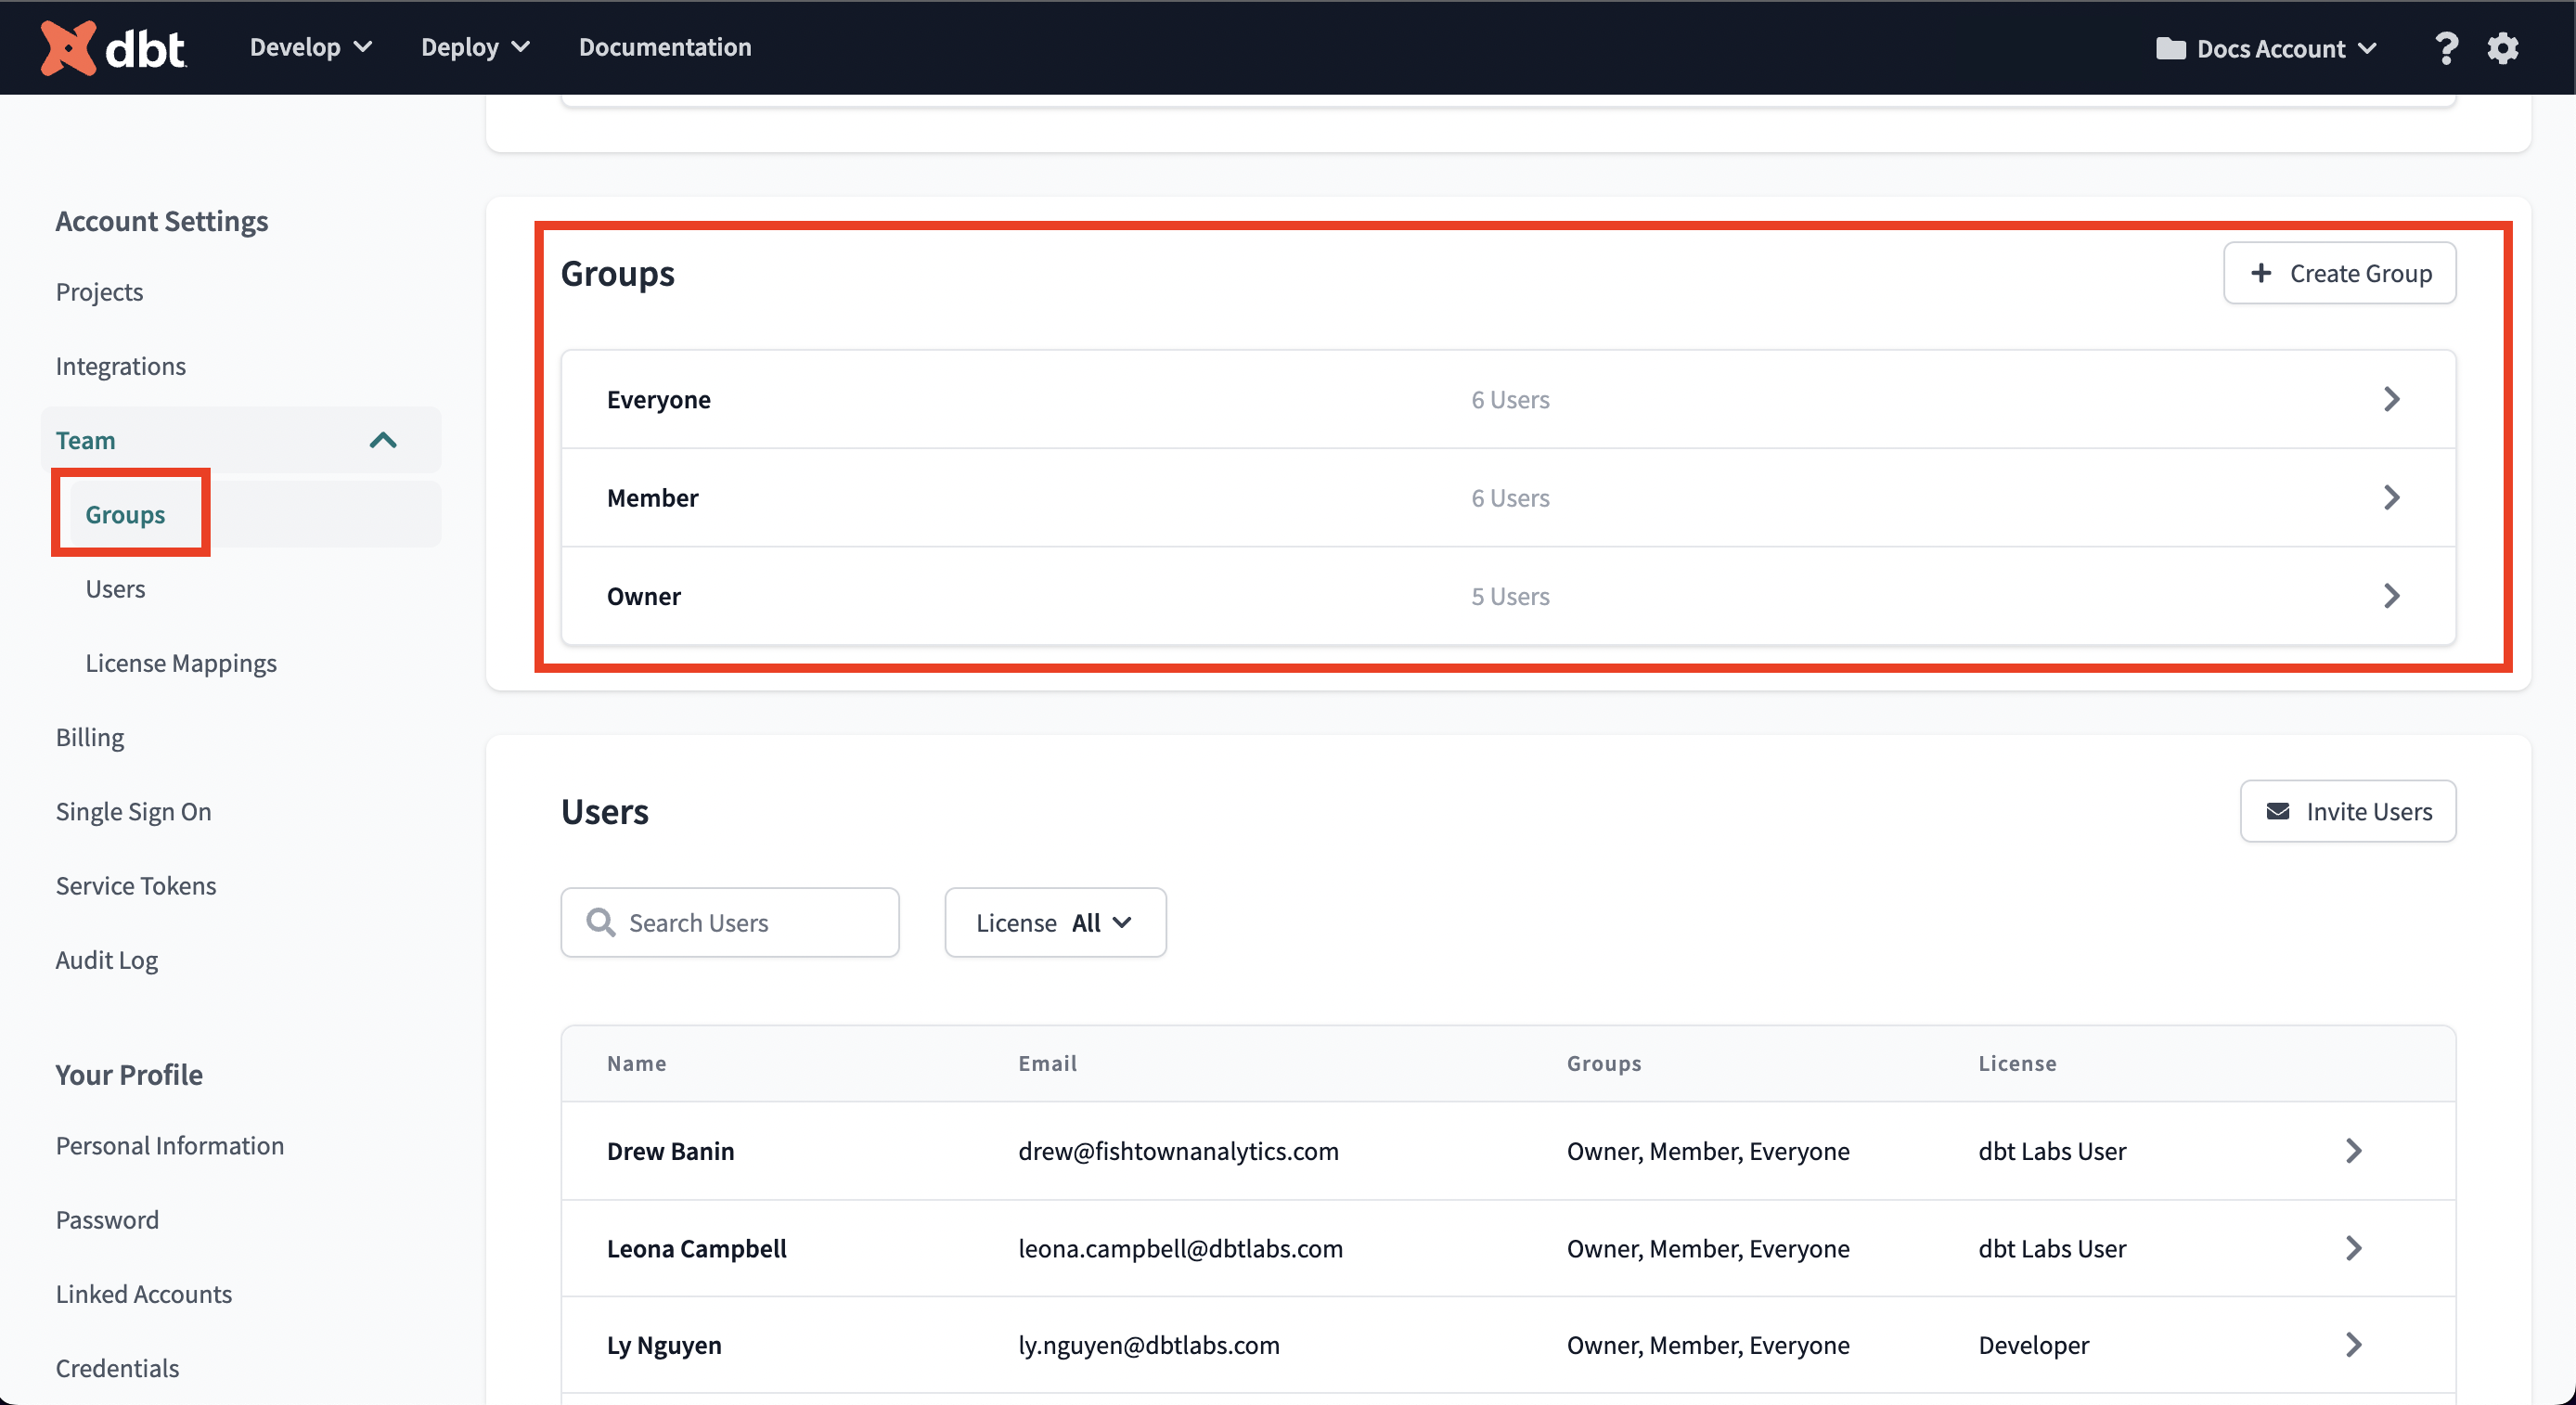 dbt
Develop
Deploy
Documentation
Docs Account
?
Account Settings
Projects
Integrations
Team
Groups
Users
License Mappings
Billing
Single Sign On
Service Tokens
Audit Log
Your Profile
Personal Information
Password
Linked Accounts
Credentials
Groups
+ Create Group
Everyone 6 Users
Member 6 Users
Owner 5 Users
Users
Invite Users
Search Users
License All
Name Email Groups License
Drew Banin drew@fishtownanalytics.com Owner, Member, Everyone dbt Labs User
Leona Campbell leona.campbell@dbtlabs.com Owner, Member, Everyone dbt Labs User
Ly Nguyen ly.nguyen@dbtlabs.com Owner, Member, Everyone Developer